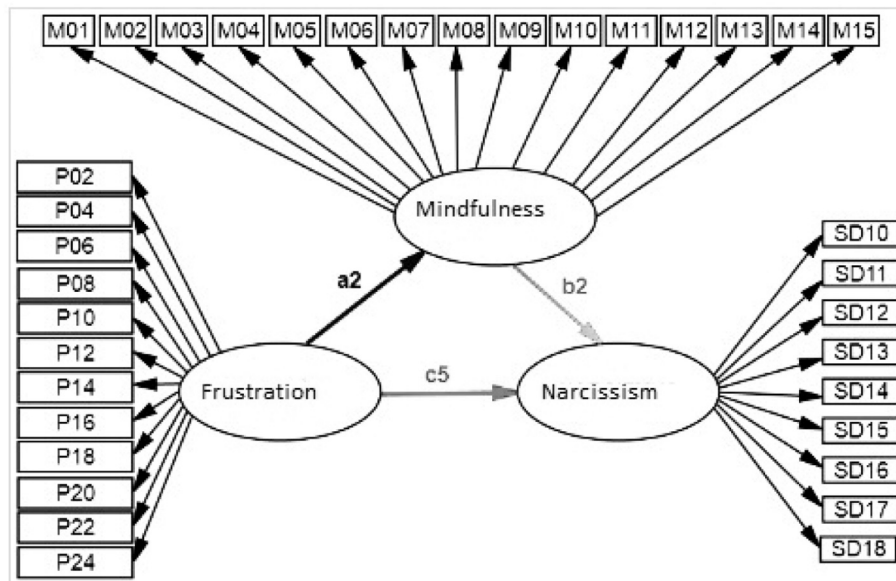 M01 M02 M03 M04 M05 M06 M07 M08 M09 M10 M11 M12 M13 M14 M15
P02
P04
P06
P08
P10
P12
P14
P16
P18
P20
P22
P24
Mindfulness
a2
b2
Frustration
c5
Narcissism
SD10
SD11
SD12
SD13
SD14
SD15
SD16
SD17
SD18